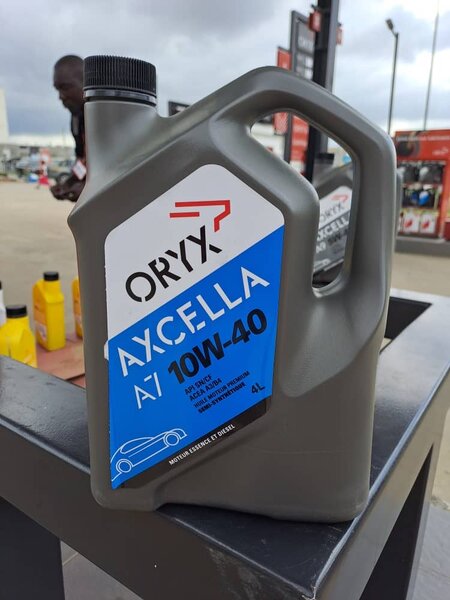 ORYX
AXCELLA
A7 10W-40
API SN/CF
ACEA A3/B4
HUILE MOTEUR PREMIUM
SEMI-SYNTHÉTIQUE
4L
MOTEUR ESSENCE ET DIESEL